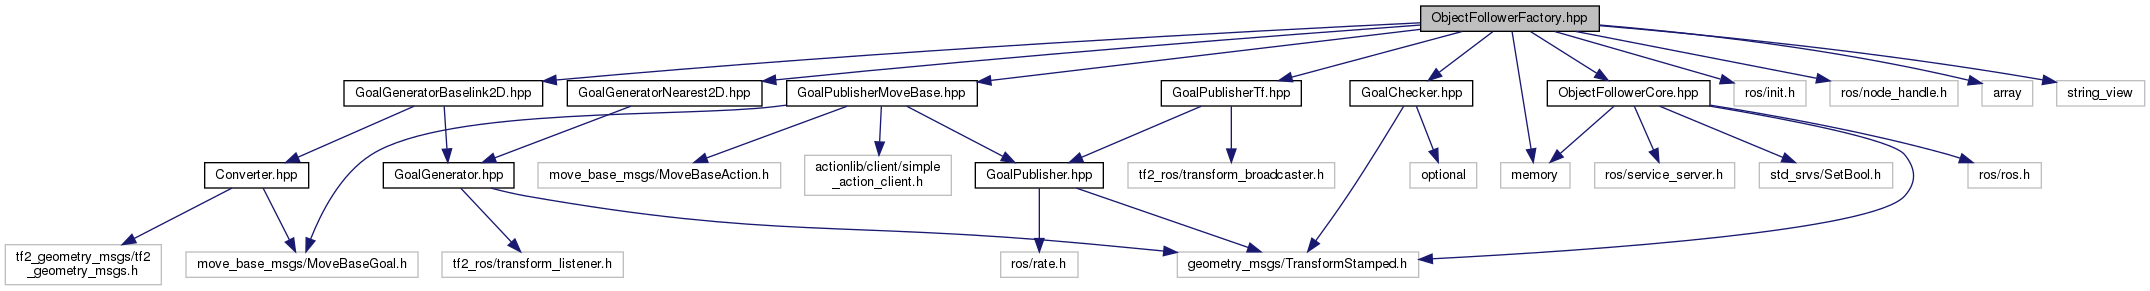 ObjectFollowerFactory.hpp
GoalGeneratorBaselink2D.hpp
GoalGeneratorNearest2D.hpp
GoalPublisherMoveBase.hpp
GoalPublisherTf.hpp
GoalChecker.hpp
ObjectFollowerCore.hpp
ros/init.h
ros/node_handle.h
array
string_view
Converter.hpp
GoalGenerator.hpp
move_base_msgs/MoveBaseAction.h
actionlib/client/simple
_action_client.h
GoalPublisher.hpp
tf2_ros/transform_broadcaster.h
optional
memory
ros/service_server.h
std_srvs/SetBool.h
ros/ros.h
tf2_geometry_msgs/tf2
_geometry_msgs.h
move_base_msgs/MoveBaseGoal.h
tf2_ros/transform_listener.h
ros/rate.h
geometry_msgs/TransformStamped.h